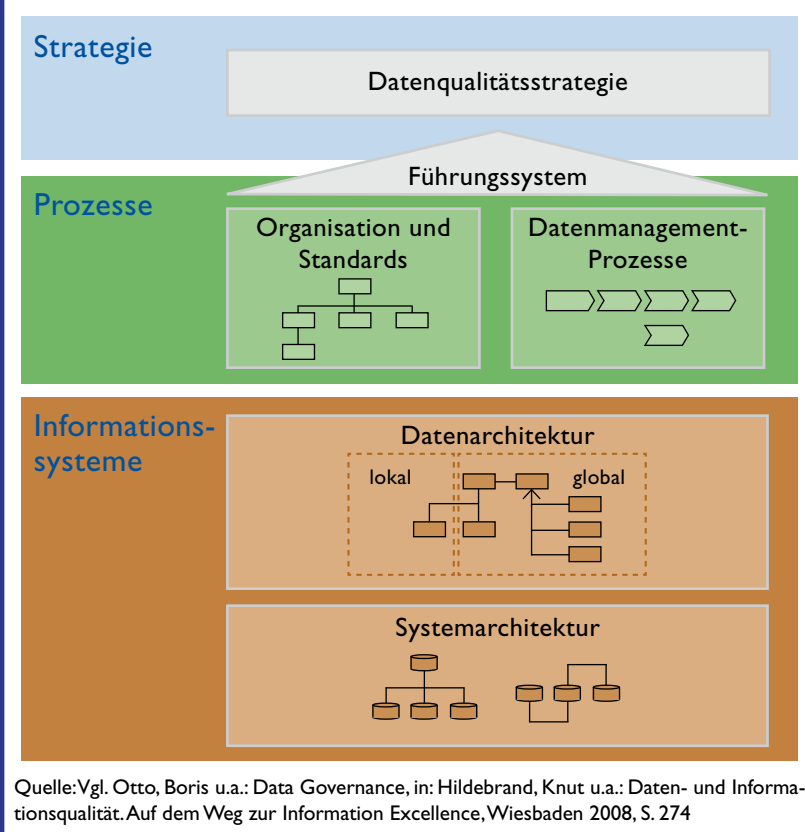 Strategie
Datenqualitätsstrategie
Führungssystem
Prozesse
Organisation und
Standards
Datenmanagement-
Prozesse
Informations-
systeme
Datenarchitektur
lokal
global
Systemarchitektur
Quelle: Vgl. Otto, Boris u.a.: Data Governance, in: Hildebrand, Knut u.a.: Daten- und Informa-
tionsqualität. Auf dem Weg zur Information Excellence, Wiesbaden 2008, S. 274